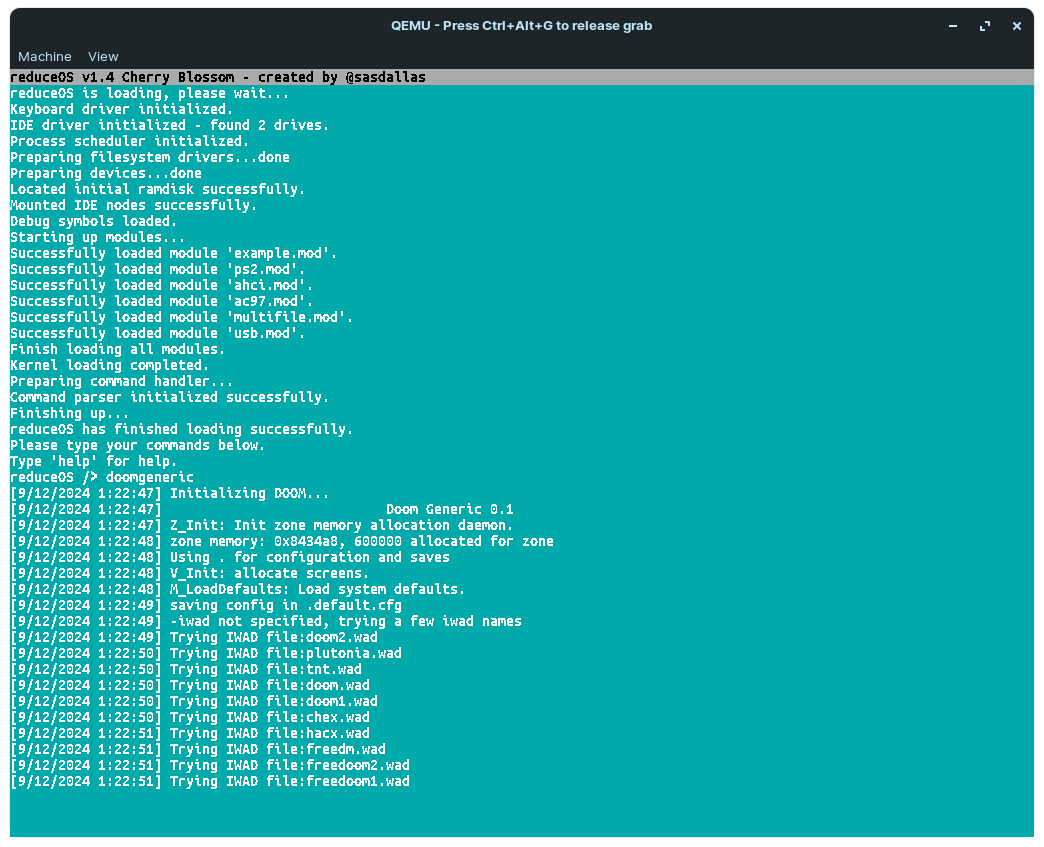 QEMU - Press Ctrl+Alt+G to release grab
Machine View
reduceOS v1.4 Cherry Blossom - created by @sasdallas
reduceOS is loading, please wait...
Keyboard driver initialized.
IDE driver initialized - found 2 drives.
Process scheduler initialized.
Preparing filesystem drivers...done
Preparing devices...done
Located initial ramdisk successfully.
Mounted IDE nodes successfully.
Debug symbols loaded.
Starting up modules...
Successfully loaded module 'example.mod'.
Successfully loaded module 'ps2.mod'.
Successfully loaded module 'ahci.mod'.
Successfully loaded module 'ac97.mod'.
Successfully loaded module 'multifile.mod'.
Successfully loaded module 'usb.mod'.
Finish loading all modules.
Kernel loading completed.
Preparing command handler...
Command parser initialized successfully.
Finishing up...
reduceOS has finished loading successfully.
Please type your commands below.
Type 'help' for help.
reduceOS /> doomgeneric
[9/12/2024 1:22:47] Initializing DOOM...
[9/12/2024 1:22:47] Doom Generic 0.1
[9/12/2024 1:22:47] Z_Init: Init zone memory allocation daemon.
[9/12/2024 1:22:48] zone memory: 0x8434a8, 600000 allocated for zone
[9/12/2024 1:22:48] Using . for configuration and saves
[9/12/2024 1:22:48] V_Init: allocate screens.
[9/12/2024 1:22:48] M_LoadDefaults: Load system defaults.
[9/12/2024 1:22:49] saving config in .default.cfg
[9/12/2024 1:22:49] -iwad not specified, trying a few iwad names
[9/12/2024 1:22:49] Trying IWAD file:doom2.wad
[9/12/2024 1:22:50] Trying IWAD file:plutonia.wad
[9/12/2024 1:22:50] Trying IWAD file:tnt.wad
[9/12/2024 1:22:50] Trying IWAD file:doom.wad
[9/12/2024 1:22:50] Trying IWAD file:doom1.wad
[9/12/2024 1:22:50] Trying IWAD file:chex.wad
[9/12/2024 1:22:51] Trying IWAD file:hacx.wad
[9/12/2024 1:22:51] Trying IWAD file:freedm.wad
[9/12/2024 1:22:51] Trying IWAD file:freedoom2.wad
[9/12/2024 1:22:51] Trying IWAD file:freedoom1.wad